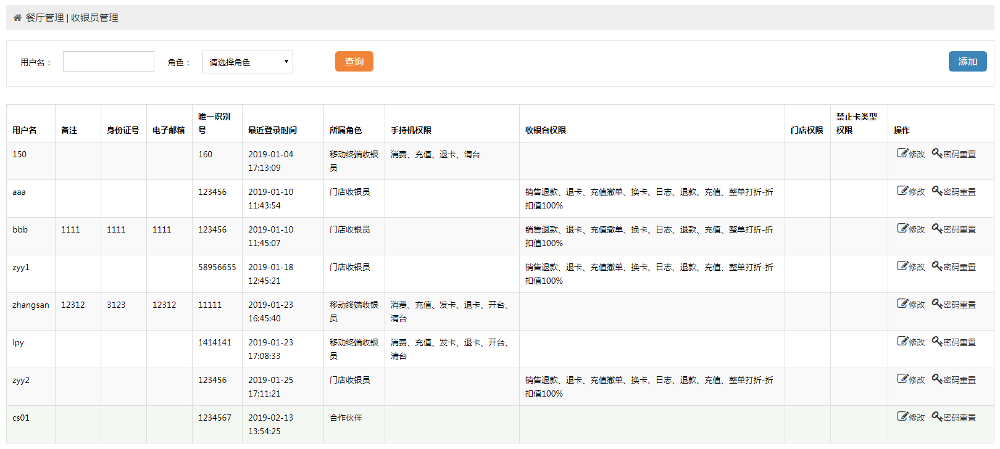 餐厅管理 | 收银员管理
用户名： 角色： 请选择角色 查询 添加
用户名 备注 身份证号 电子邮箱 唯一识别号 最近登录时间 所属角色 手持机权限 收银台权限 门店权限 禁止卡类型权限 操作
150 160 2019-01-04 移动终端收银 消费、充值、退卡、清台 修改 密码重置
17:13:09 员
aaa 123456 2019-01-10 门店收银员 销售退款、退卡、充值撤单、换卡、日志、退款、充值、整单打折-折 修改 密码重置
11:43:54 扣值100%
bbb 1111 1111 1111 123456 2019-01-10 门店收银员 销售退款、退卡、充值撤单、换卡、日志、退款、充值、整单打折-折 修改 密码重置
11:45:07 扣值100%
zyy1 58956655 2019-01-18 门店收银员 销售退款、退卡、充值撤单、换卡、日志、退款、充值、整单打折-折 修改 密码重置
12:45:21 扣值100%
zhangsan 12312 3123 12312 11111 2019-01-23 移动终端收银 消费、充值、发卡、退卡、开台、 修改 密码重置
16:45:40 员 清台
lpy 1414141 2019-01-23 移动终端收银 消费、充值、发卡、退卡、开台、 修改 密码重置
17:08:33 员 清台
zyy2 123456 2019-01-25 门店收银员 销售退款、退卡、充值撤单、换卡、日志、退款、充值、整单打折-折 修改 密码重置
17:11:21 扣值100%
cs01 1234567 2019-02-13 合作伙伴 修改 密码重置
13:54:25